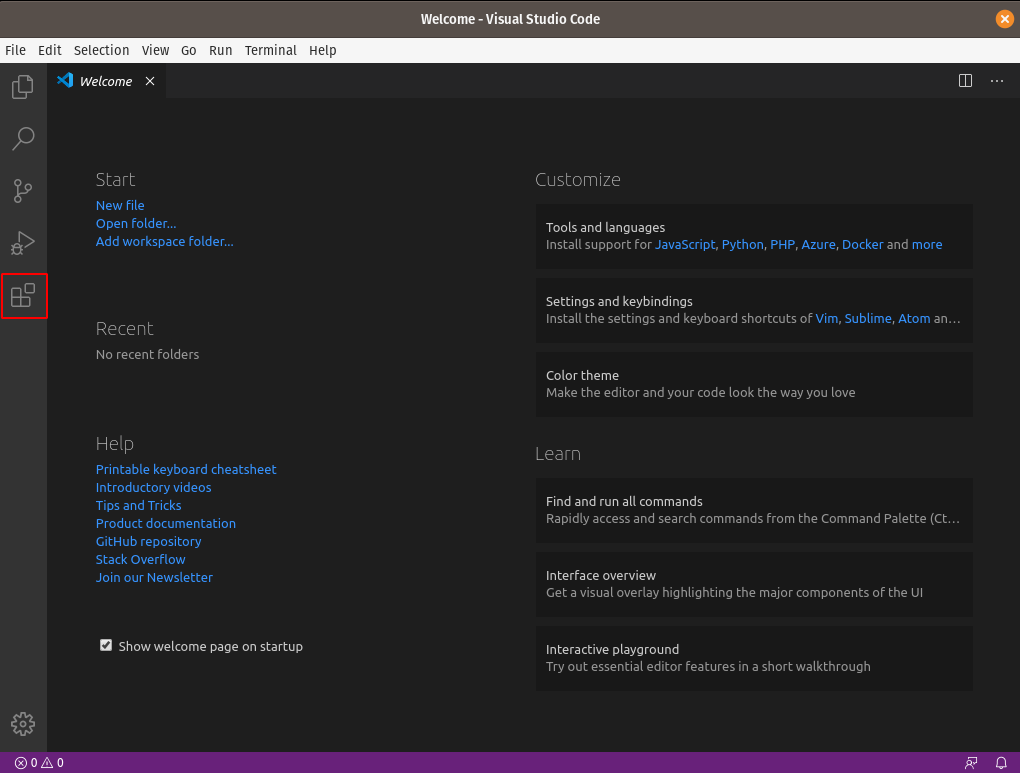 Welcome - Visual Studio Code
File Edit Selection View Go Run Terminal Help
Welcome
Start
New file
Open folder...
Add workspace folder...
Recent
No recent folders
Help
Printable keyboard cheatsheet
Introductory videos
Tips and Tricks
Product documentation
GitHub repository
Stack Overflow
Join our Newsletter
Show welcome page on startup
Customize
Tools and languages
Install support for JavaScript, Python, PHP, Azure, Docker and more
Settings and keybindings
Install the settings and keyboard shortcuts of Vim, Sublime, Atom an...
Color theme
Make the editor and your code look the way you love
Learn
Find and run all commands
Rapidly access and search commands from the Command Palette (Ct...
Interface overview
Get a visual overlay highlighting the major components of the UI
Interactive playground
Try out essential editor features in a short walkthrough
0 0